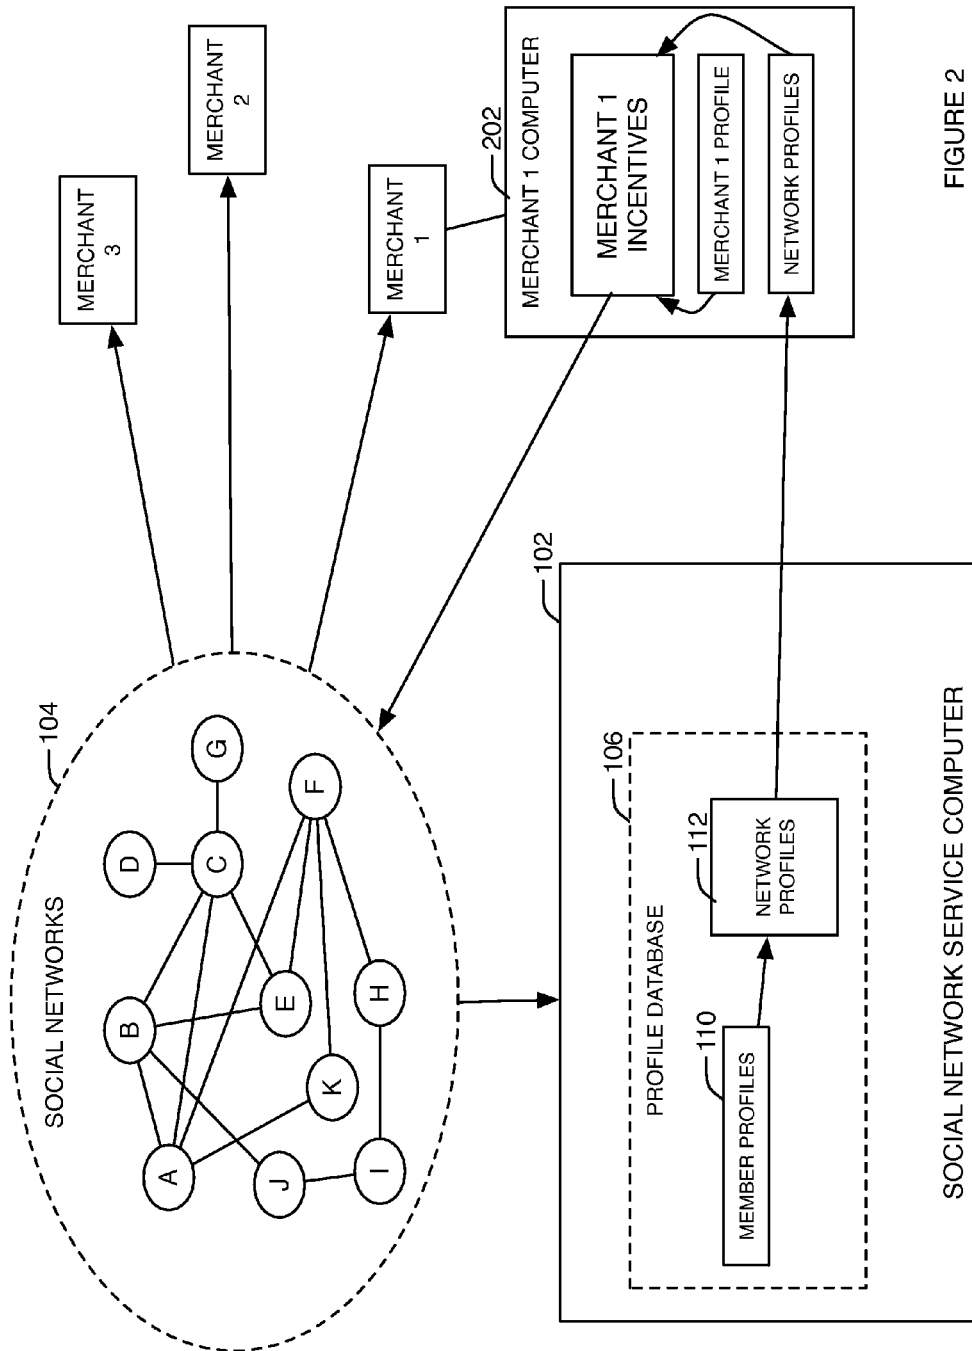 SOCIAL NETWORKS
104
A
B
C
D
E
F
G
H
I
J
K
MERCHANT
3
MERCHANT
2
MERCHANT
1
202
MERCHANT 1 COMPUTER
MERCHANT 1
INCENTIVES
MERCHANT 1 PROFILE
NETWORK PROFILES
102
106
PROFILE DATABASE
110
MEMBER PROFILES
112
NETWORK
PROFILES
SOCIAL NETWORK SERVICE COMPUTER
FIGURE 2